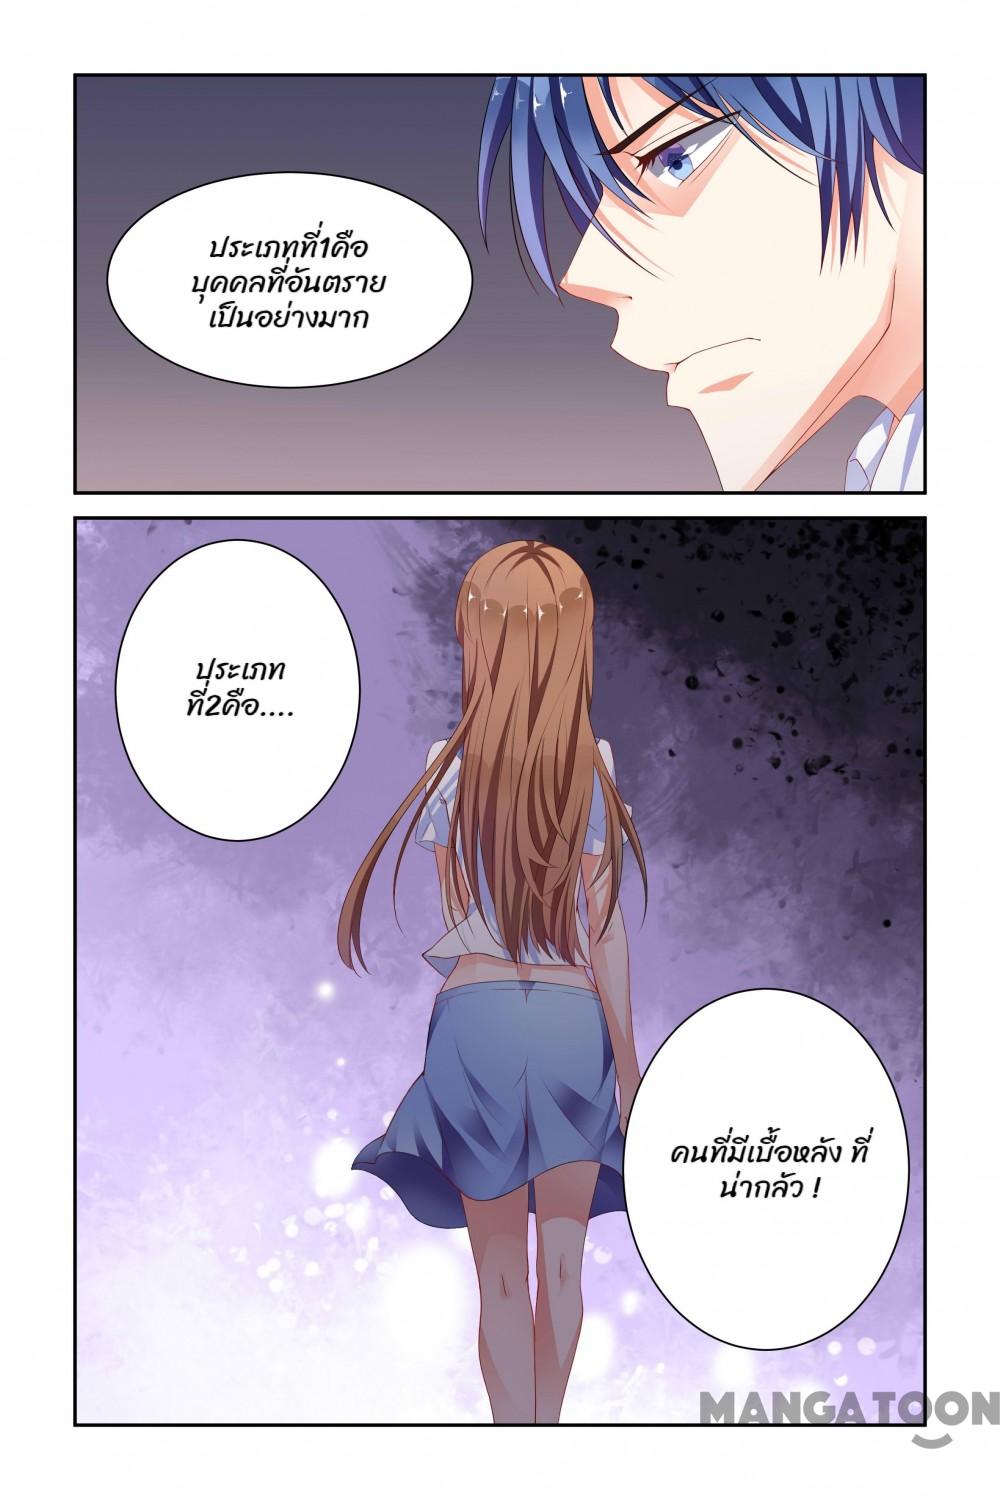 ประเภทที่1คือ
บุคคลที่อันตราย
เป็นอย่างมาก
ประเภท
ที่2คือ....
คนที่มีเบื้อหลัง ที่
น่ากลัว !
MANGATOON